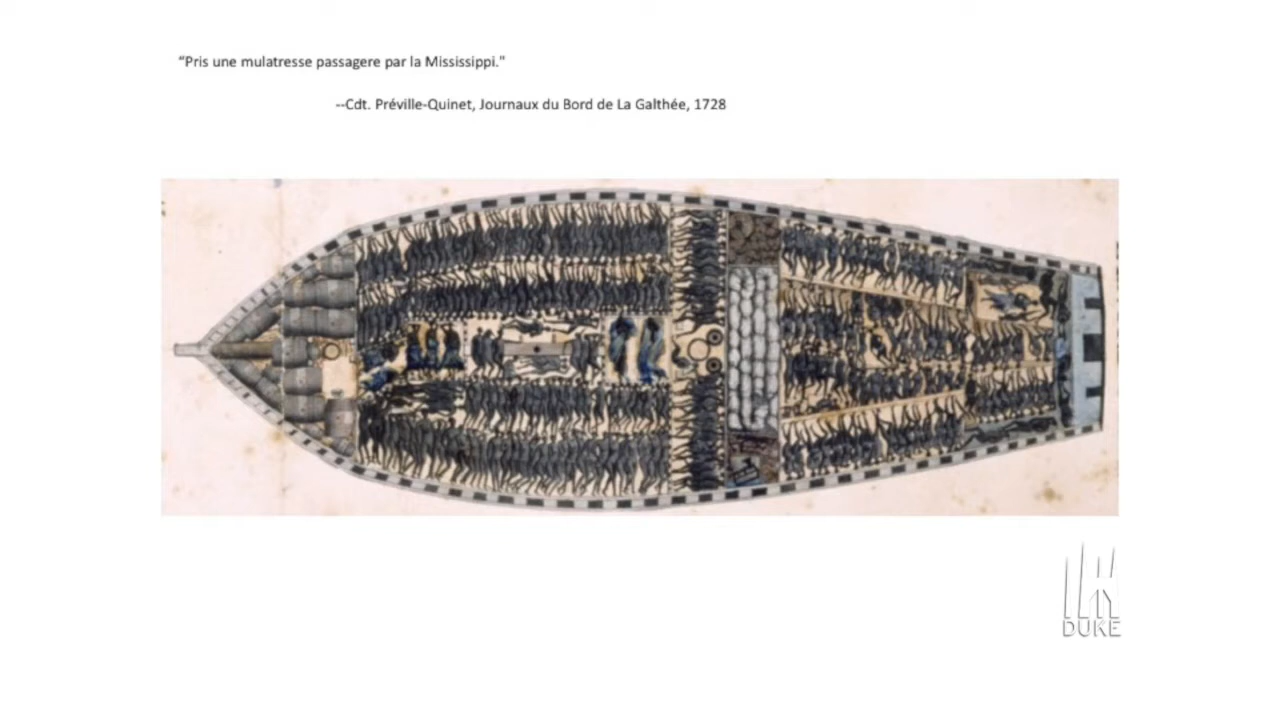 “Pris une mulatresse passagere par la Mississippi."
--Cdt. Préville-Quinet, Journaux du Bord de La Galthée, 1728
DUKE